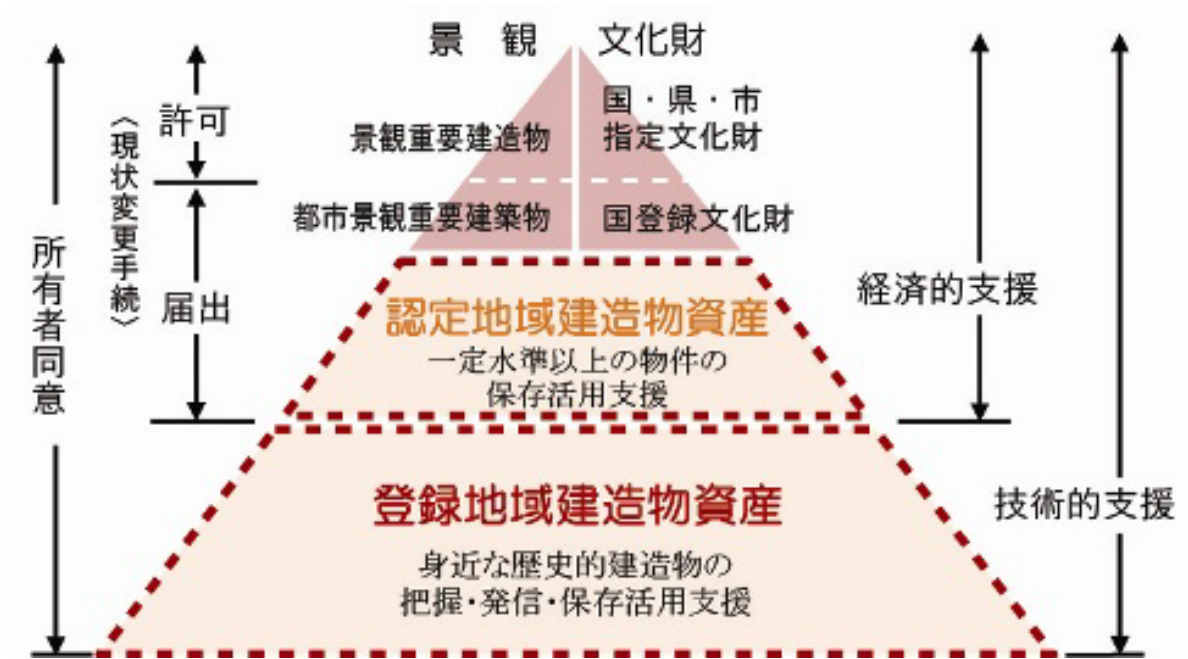 景 観
文化財
国・県・市
指定文化財
景観重要建造物
都市景観重要建築物
国登録文化財
許可
〈現状変更手続〉
届出
所有者同意
認定地域建造物資産
一定水準以上の物件の
保存活用支援
経済的支援
登録地域建造物資産
身近な歴史的建造物の
把握・発信・保存活用支援
技術的支援